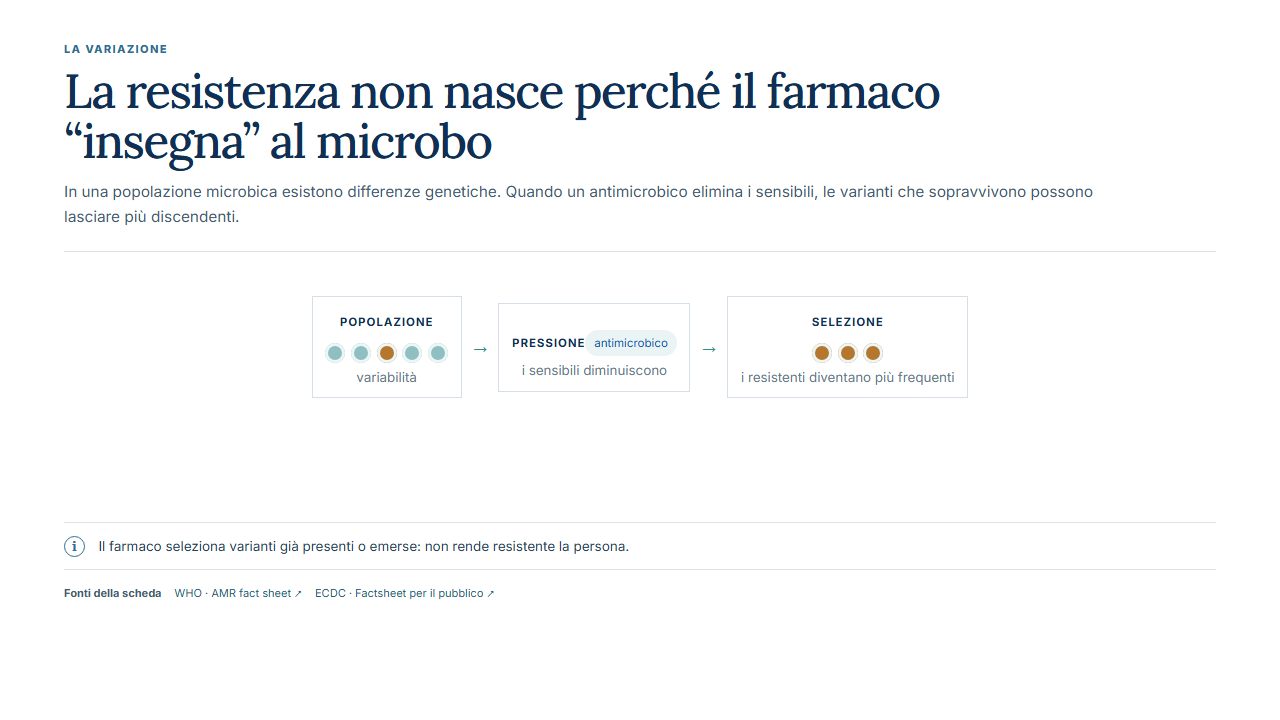 LA VARIAZIONE
La resistenza non nasce perché il farmaco
“insegna” al microbo
In una popolazione microbica esistono differenze genetiche. Quando un antimicrobico elimina i sensibili, le varianti che sopravvivono possono
lasciare più discendenti.
POPOLAZIONE
variabilità
→
PRESSIONE antimicrobico
i sensibili diminuiscono
→
SELEZIONE
i resistenti diventano più frequenti
i Il farmaco seleziona varianti già presenti o emerse: non rende resistente la persona.
Fonti della scheda WHO · AMR fact sheet ↗ ECDC · Factsheet per il pubblico ↗